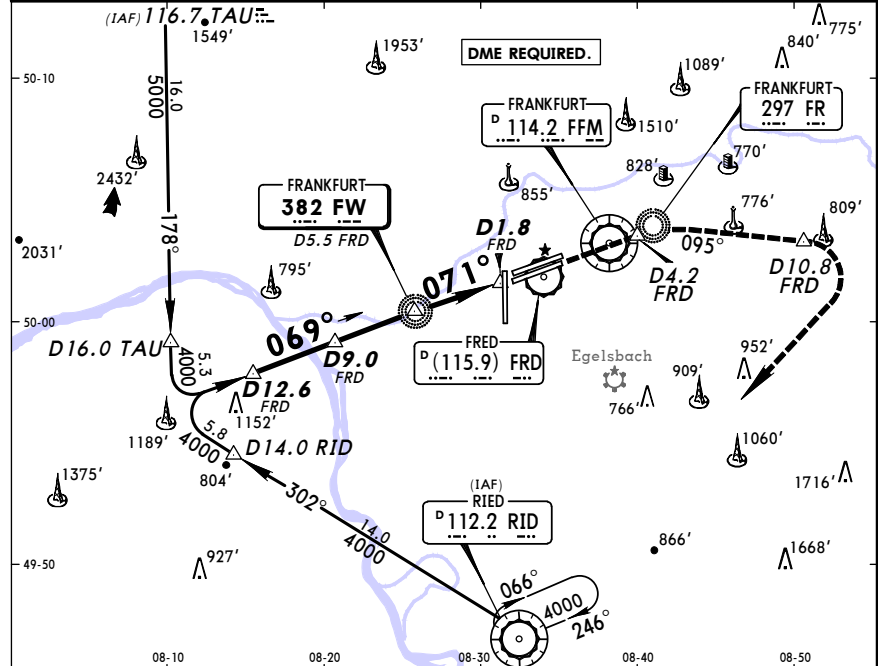 (IAF) 116.7 TAU
1549'
1953'
DME REQUIRED.
775'
840'
50-10
16.0
5000
1089'
FRANKFURT
D 114.2 FFM
FRANKFURT
297 FR
1510'
2432'
FRANKFURT
382 FW
D5.5 FRD
855'
828'
770'
776'
809'
178°
2031'
D1.8
FRD
095°
795'
071°
D4.2
FRD
D10.8
FRD
50-00
069°
D16.0 TAU
D9.0
FRD
FRED
D (115.9) FRD
Egelsbach
4000
5.3
D12.6
FRD
952'
909'
766'
1152'
1189'
5.8
4000
D14.0 RID
1060'
804'
1375'
1716'
302°
(IAF)
RIED
D 112.2 RID
14.0
4000
866'
1668'
49-50
927'
066°
4000
246°
08-10
08-20
08-30
08-40
08-50